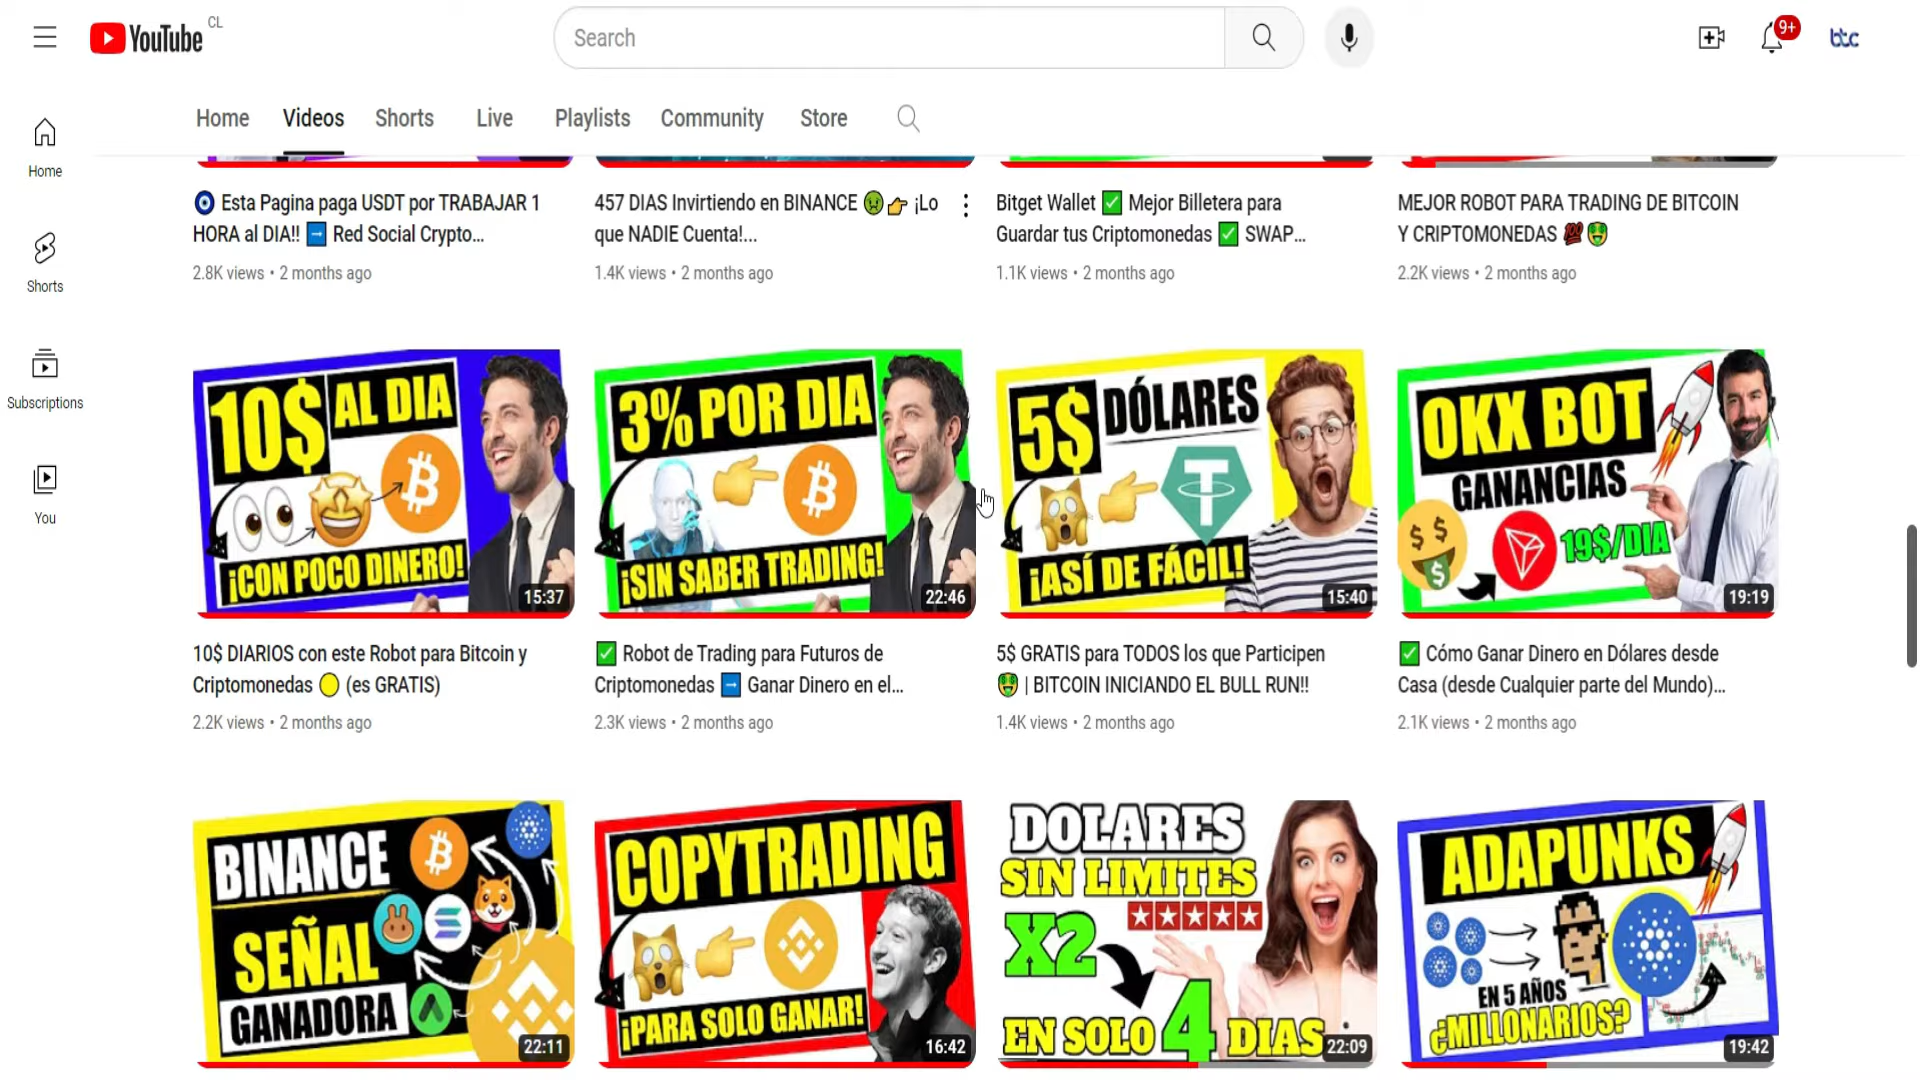 YouTube CL
Search
9+
btc
Home Videos Shorts Live Playlists Community Store
Home
Shorts
Subscriptions
You
🧿 Esta Pagina paga USDT por TRABAJAR 1
HORA al DIA!! ➡️ Red Social Crypto...
2.8K views • 2 months ago
457 DIAS Invirtiendo en BINANCE 🤢👉 ¡Lo
que NADIE Cuenta!...
1.4K views • 2 months ago
Bitget Wallet ✅ Mejor Billetera para
Guardar tus Criptomonedas ✅ SWAP...
1.1K views • 2 months ago
MEJOR ROBOT PARA TRADING DE BITCOIN
Y CRIPTOMONEDAS 💯🤑
2.2K views • 2 months ago
10$ AL DIA
¡CON POCO DINERO!
15:37
10$ DIARIOS con este Robot para Bitcoin y
Criptomonedas 🟡 (es GRATIS)
2.2K views • 2 months ago
3% POR DIA
¡SIN SABER TRADING!
22:46
✅ Robot de Trading para Futuros de
Criptomonedas ➡️ Ganar Dinero en el...
2.3K views • 2 months ago
5$ DÓLARES
¡ASÍ DE FÁCIL!
15:40
5$ GRATIS para TODOS los que Participen
🤑 | BITCOIN INICIANDO EL BULL RUN!!
1.4K views • 2 months ago
OKX BOT
GANANCIAS
19$/DIA
19:19
✅ Cómo Ganar Dinero en Dólares desde
Casa (desde Cualquier parte del Mundo)...
2.1K views • 2 months ago
BINANCE
SEÑAL
GANADORA
22:11
COPYTRADING
¡PARA SOLO GANAR!
16:42
DOLARES
SIN LIMITES
X2
EN SOLO 4 DIAS
22:09
ADAPUNKS
EN 5 AÑOS
¿MILLONARIOS?
19:42